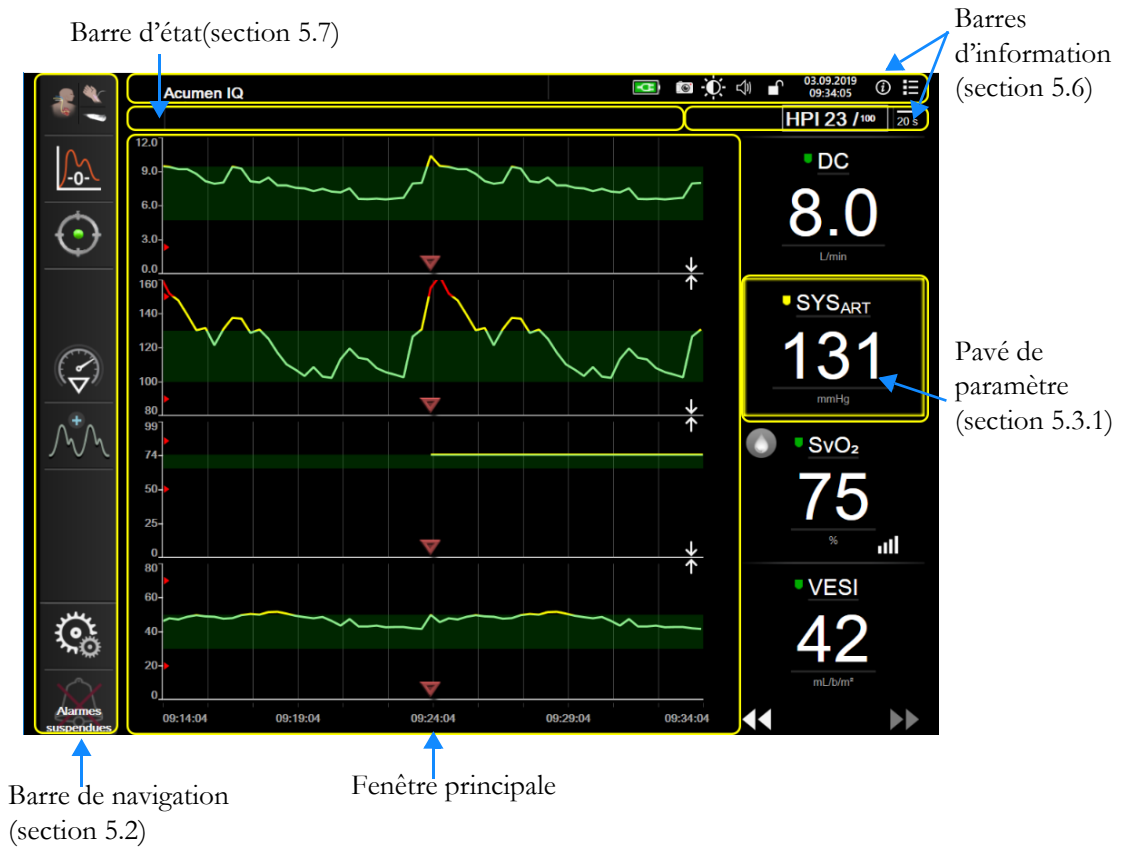 Barre d'état(section 5.7)
Barres
d'information
(section 5.6)
Acumen IQ
03.09.2019
09:34:05
HPI 23 /100
20 s
-0-
12.0
9.0
6.0
3.0
0.0
DC
8.0
L/min
160
140
120
100
80
SYSART
131
mmHg
Pavé de
paramètre
(section 5.3.1)
99
74
50
25
0
SvO₂
75
%
80
60
40
20
0
VESI
42
mL/b/m²
09:14:04 09:19:04 09:24:04 09:29:04 09:34:04
Alarmes
suspendues
Barre de navigation
(section 5.2)
Fenêtre principale